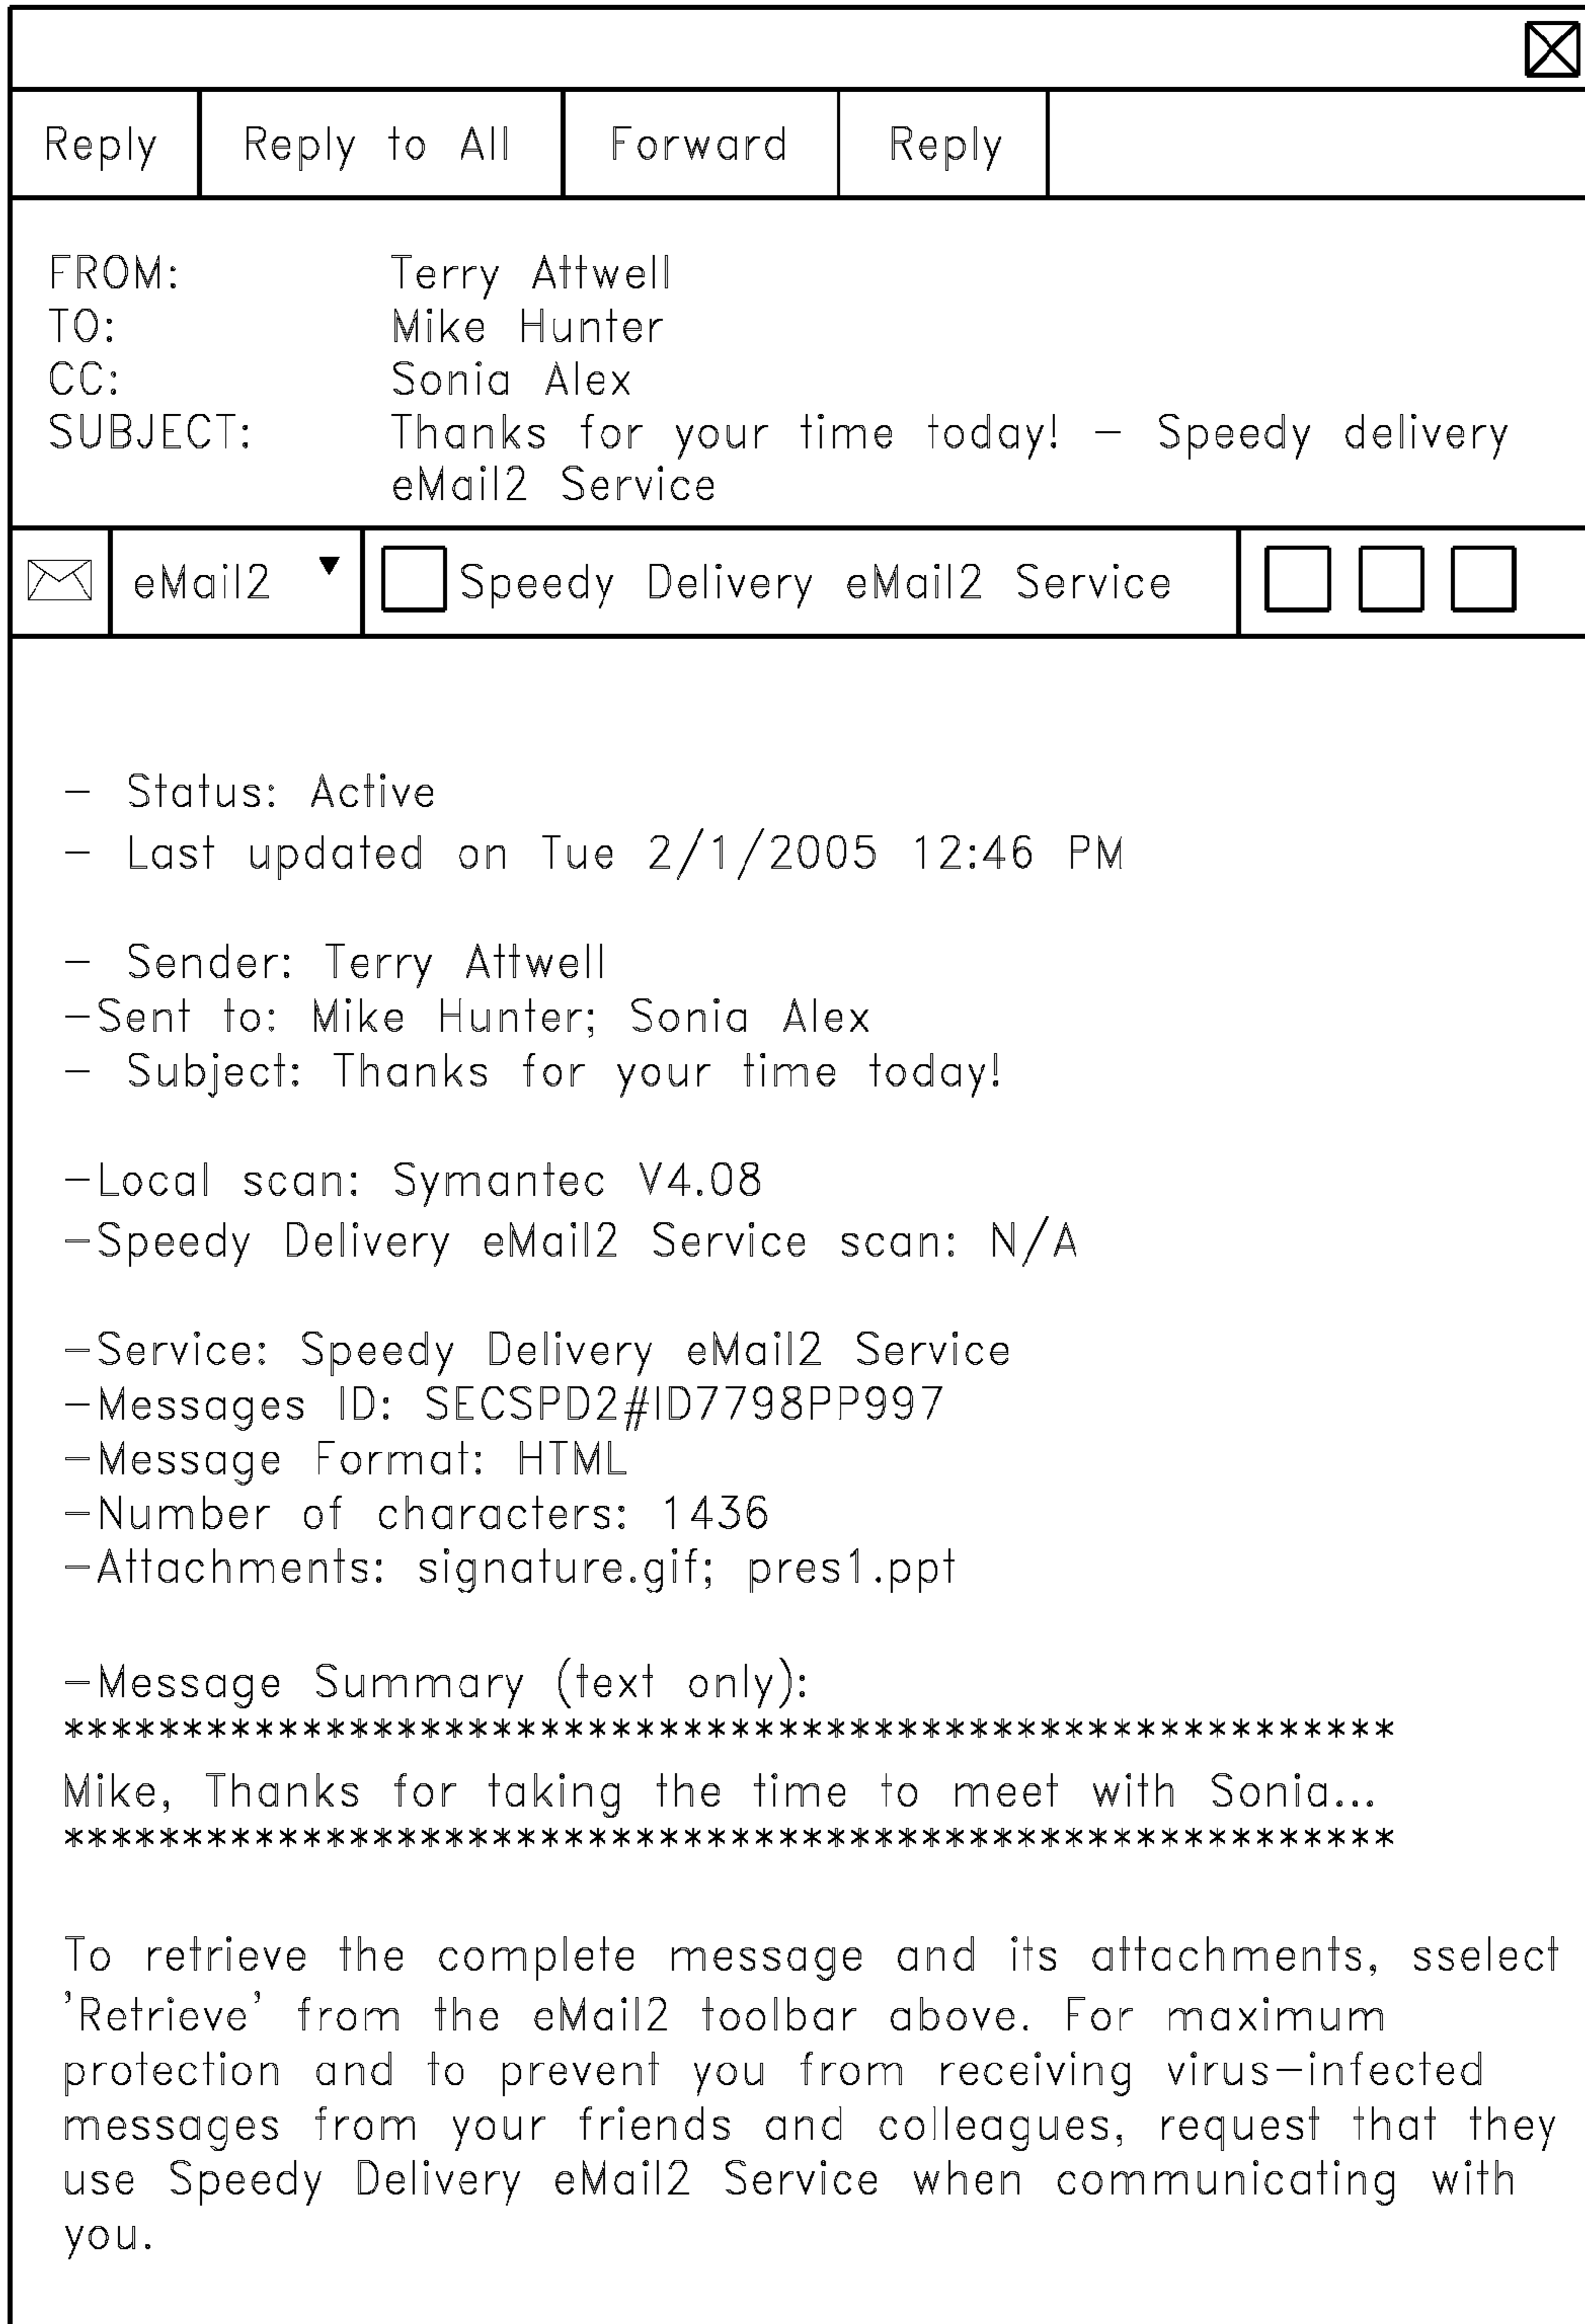 Reply Reply to All Forward Reply
FROM: Terry Attwell
TO: Mike Hunter
CC: Sonia Alex
SUBJECT: Thanks for your time today! – Speedy delivery
eMail2 Service
eMail2 Speedy Delivery eMail2 Service
– Status: Active
– Last updated on Tue 2/1/2005 12:46 PM
– Sender: Terry Attwell
–Sent to: Mike Hunter; Sonia Alex
– Subject: Thanks for your time today!
–Local scan: Symantec V4.08
–Speedy Delivery eMail2 Service scan: N/A
–Service: Speedy Delivery eMail2 Service
–Messages ID: SECSPD2#ID7798PP997
–Message Format: HTML
–Number of characters: 1436
–Attachments: signature.gif; pres1.ppt
–Message Summary (text only):
********************************************************
Mike, Thanks for taking the time to meet with Sonia...
********************************************************
To retrieve the complete message and its attachments, sselect
'Retrieve' from the eMail2 toolbar above. For maximum
protection and to prevent you from receiving virus–infected
messages from your friends and colleagues, request that they
use Speedy Delivery eMail2 Service when communicating with
you.